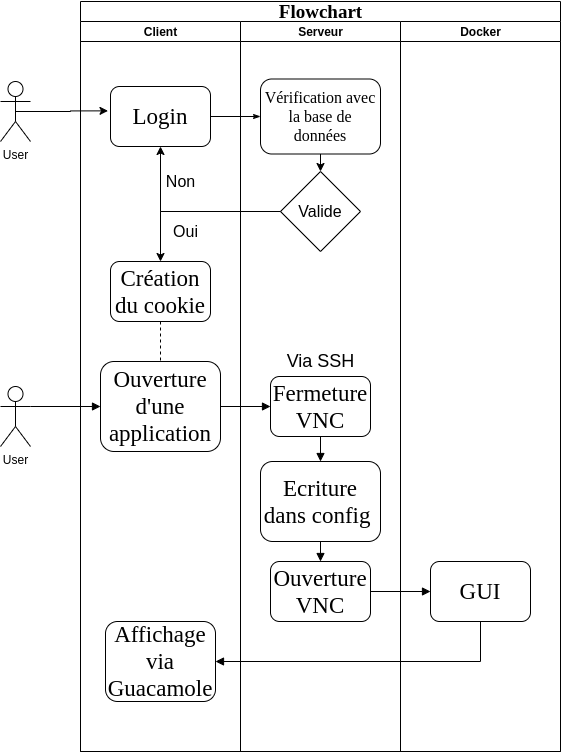 Flowchart
Client
Serveur
Docker
User
Login
Vérification avec
la base de
données
Non
Valide
Oui
Création
du cookie
User
Ouverture
d'une
application
Via SSH
Fermeture
VNC
Ecriture
dans config
Ouverture
VNC
GUI
Affichage
via
Guacamole